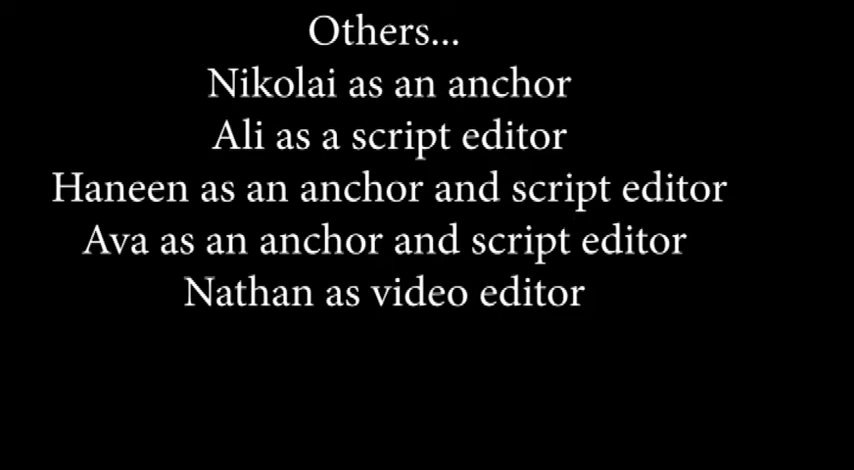 Others...
Nikolai as an anchor
Ali as a script editor
Haneen as an anchor and script editor
Ava as an anchor and script editor
Nathan as video editor